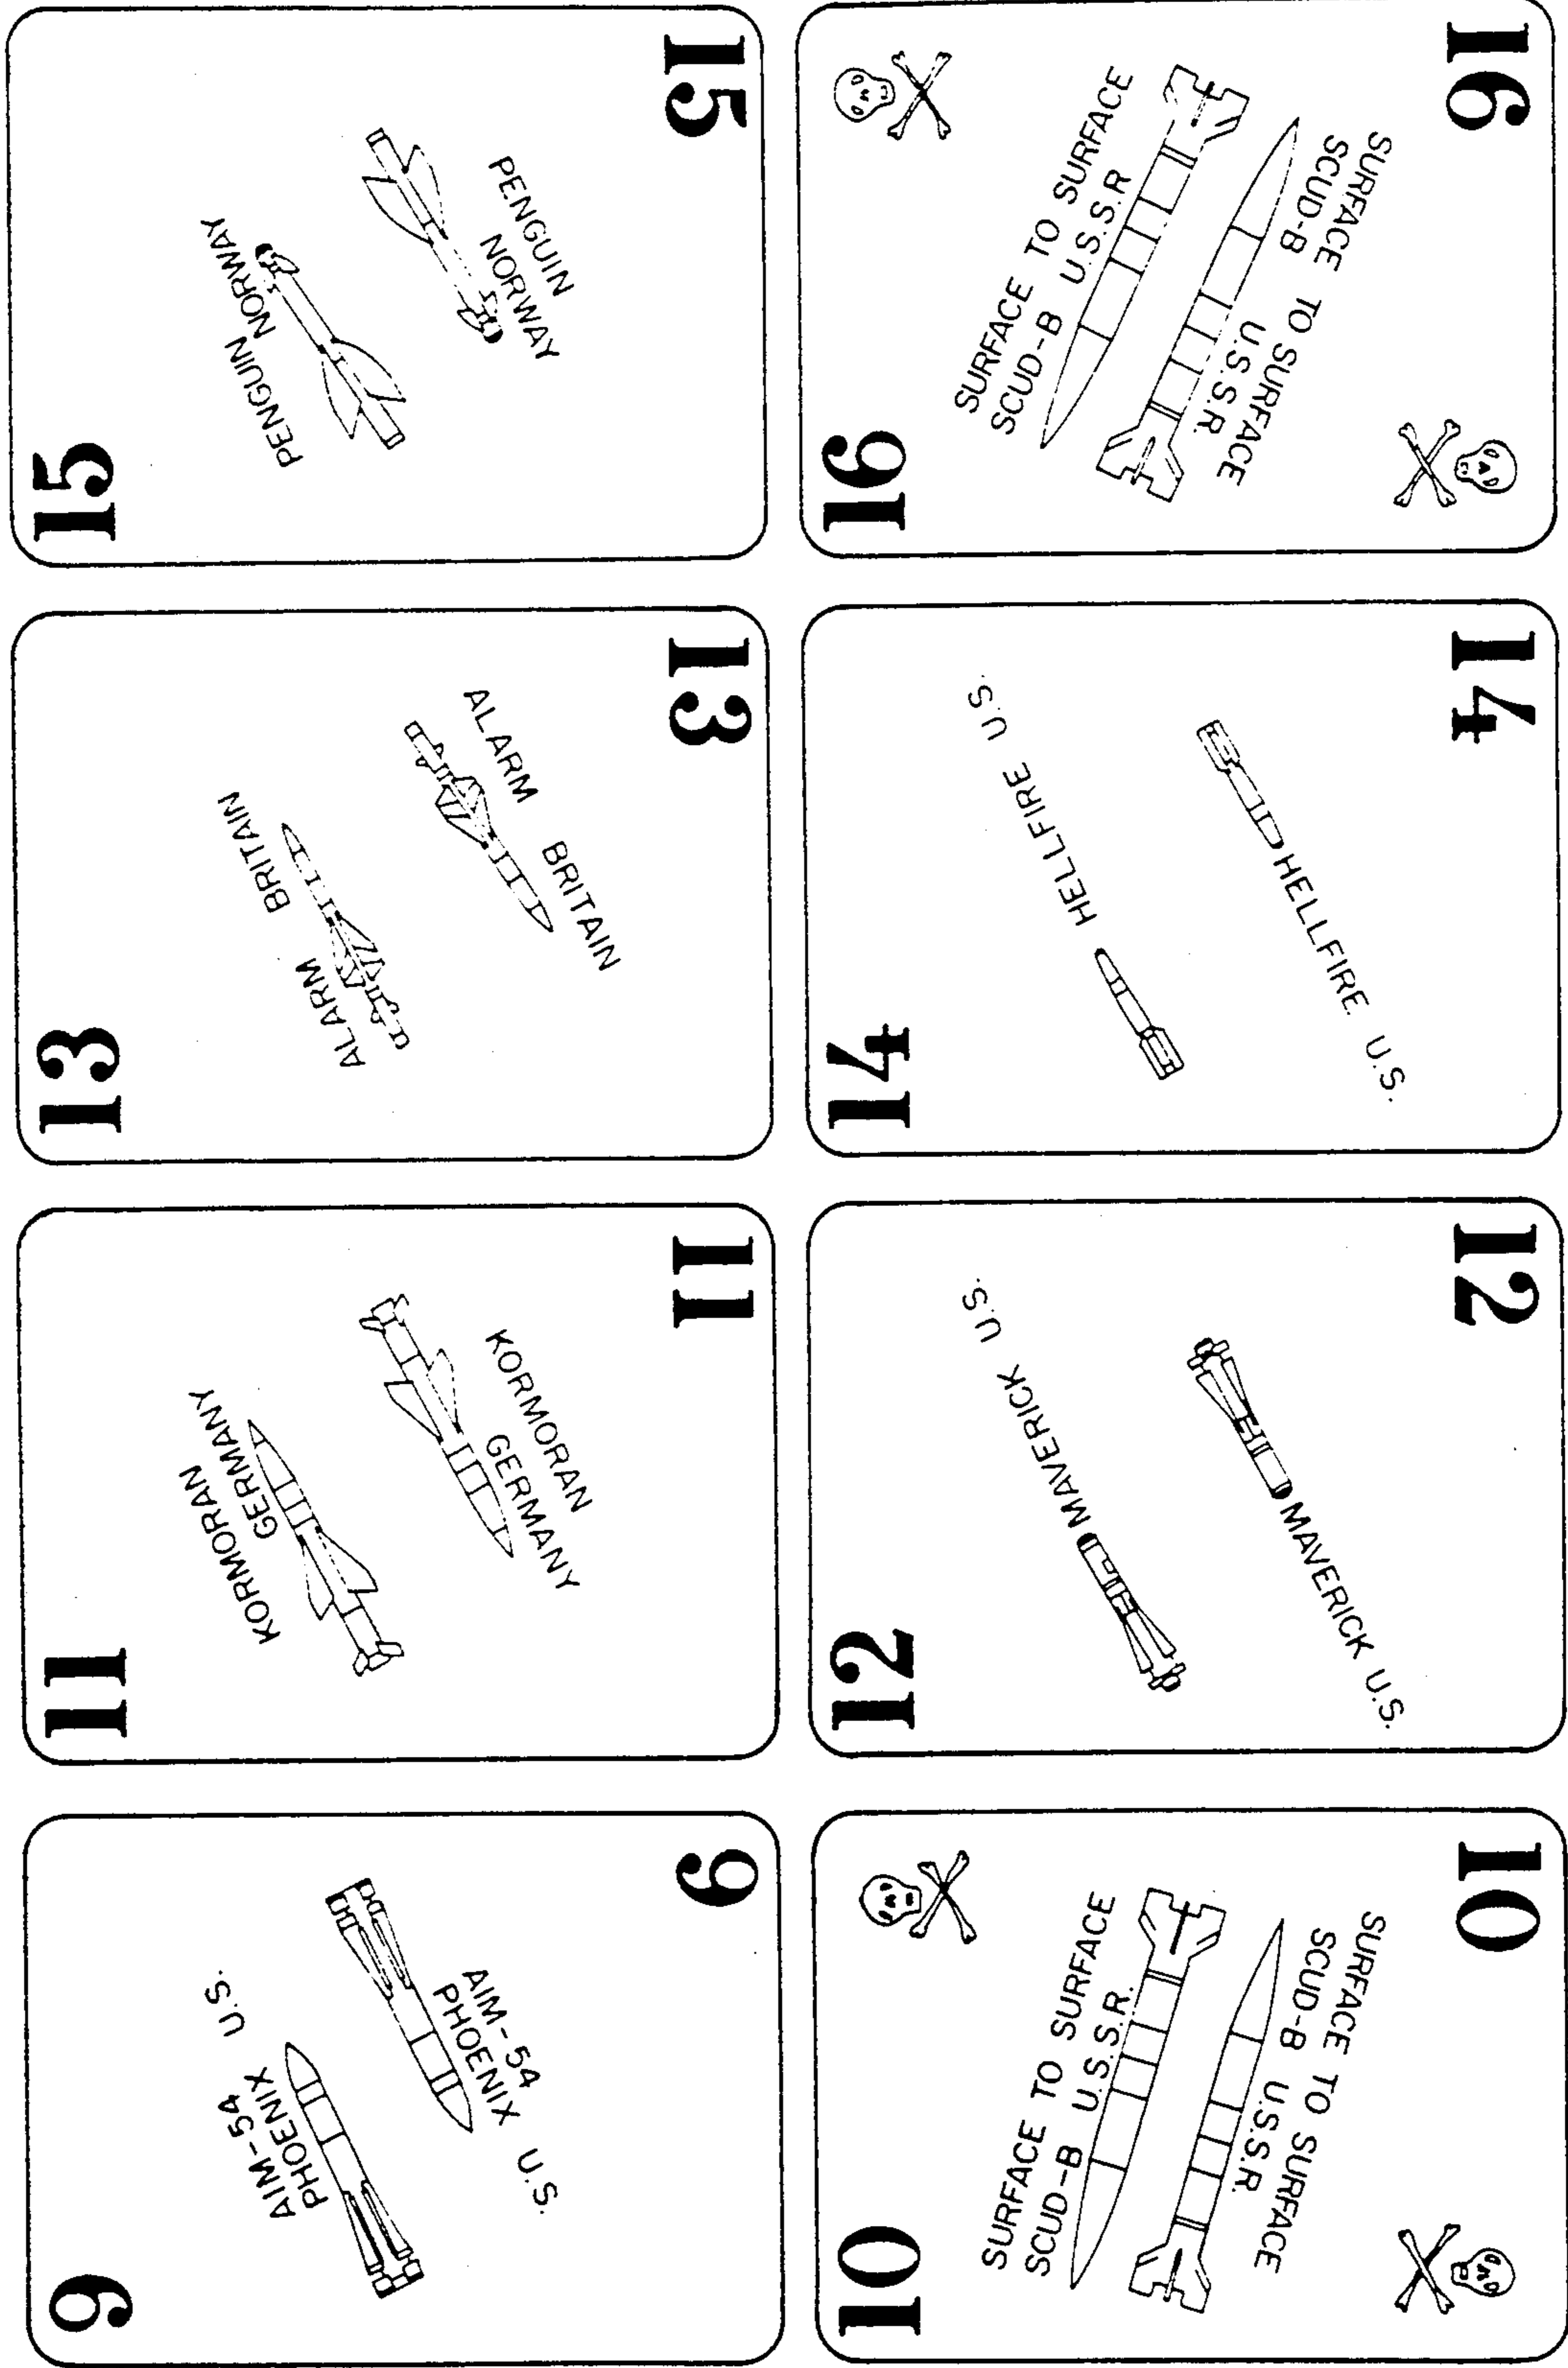 16
SURFACE TO SURFACE
SCUD-B U.S.S.R.
SURFACE TO SURFACE
SCUD-B U.S.S.R
16
14
HELLFIRE U.S.
HELLFIRE U.S.
14
12
MAVERICK U.S.
MAVERICK U.S.
12
10
SURFACE TO SURFACE
SCUD-B U.S.S.R.
SURFACE TO SURFACE
SCUD-B U.S.S.R.
10
15
PENGUIN
NORWAY
PENGUIN NORWAY
15
13
ALARM BRITAIN
ALARM BRITAIN
13
11
KORMORAN
GERMANY
KORMORAN
GERMANY
11
9
AIM-54
PHOENIX U.S.
AIM-54
PHOENIX U.S.
9